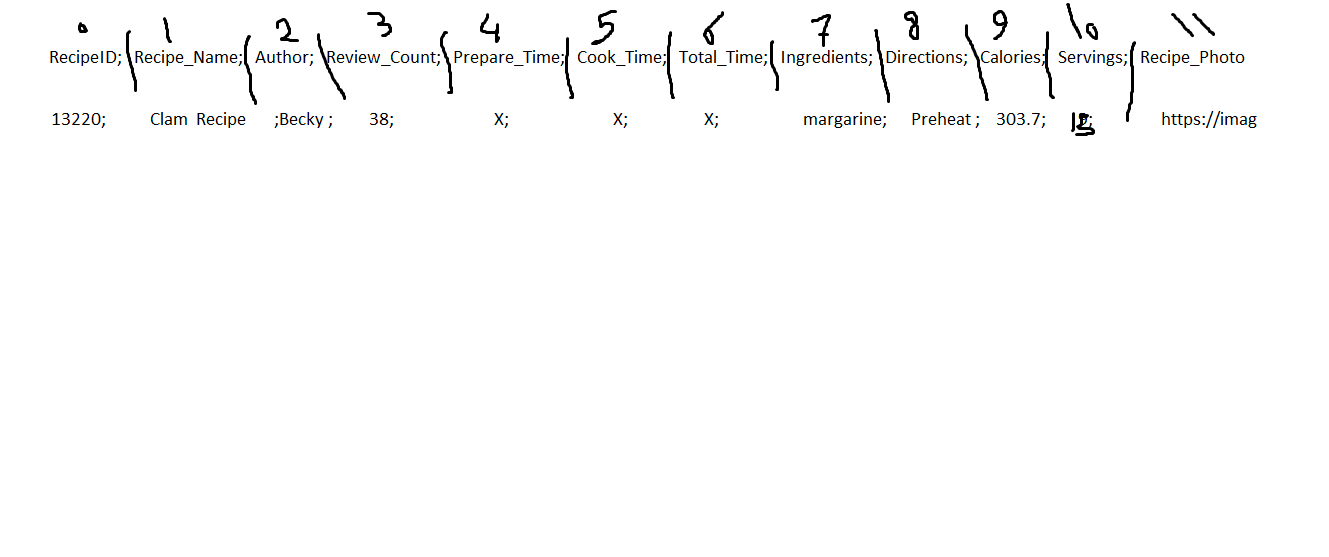 0 1 2 3 4 5 6 7 8 9 10 11
RecipeID; Recipe_Name; Author; Review_Count; Prepare_Time; Cook_Time; Total_Time; Ingredients; Directions; Calories; Servings; Recipe_Photo
13220; Clam Recipe ;Becky ; 38; X; X; X; margarine; Preheat ; 303.7; https://imag